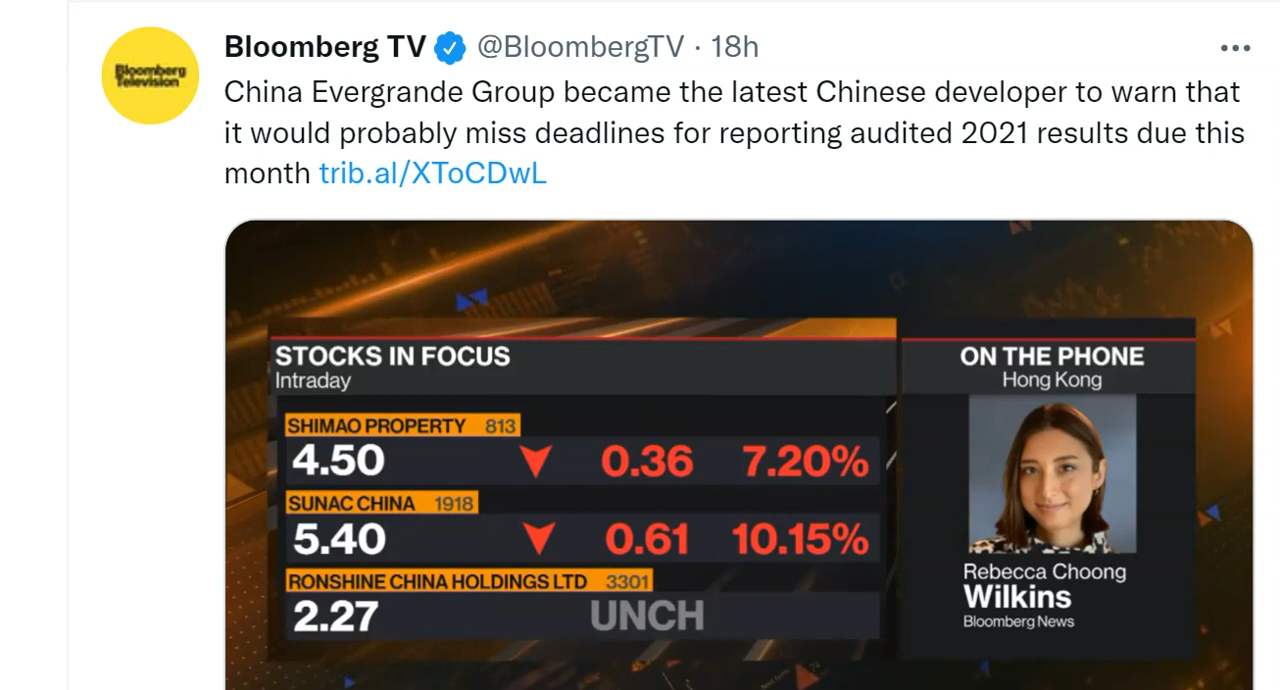 Bloomberg Television
Bloomberg TV @BloombergTV · 18h
China Evergrande Group became the latest Chinese developer to warn that
it would probably miss deadlines for reporting audited 2021 results due this
month trib.al/XToCDwL
STOCKS IN FOCUS
Intraday
SHIMAO PROPERTY 813
4.50 0.36 7.20%
SUNAC CHINA 1918
5.40 0.61 10.15%
RONSHINE CHINA HOLDINGS LTD 3301
2.27 UNCH
ON THE PHONE
Hong Kong
Rebecca Choong
Wilkins
Bloomberg News